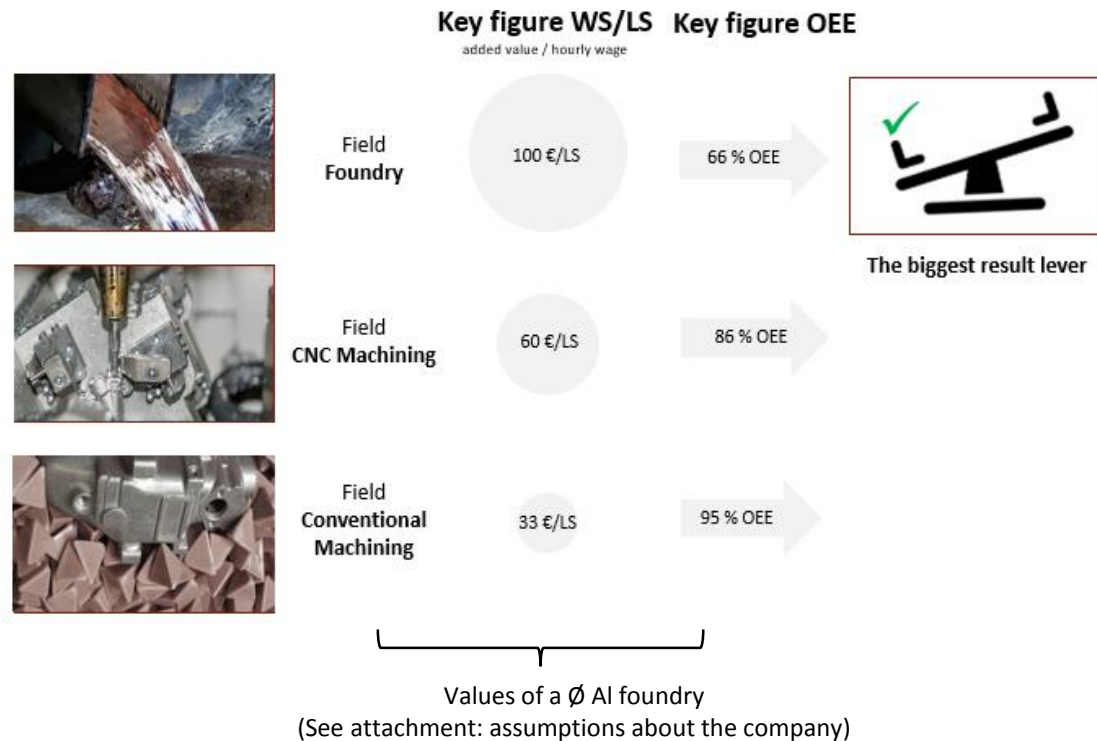 Key figure WS/LS
added value / hourly wage
Key figure OEE
Field
Foundry
100 €/LS
66 % OEE
The biggest result lever
Field
CNC Machining
60 €/LS
86 % OEE
Field
Conventional
Machining
33 €/LS
95 % OEE
Values of a Ø Al foundry
(See attachment: assumptions about the company)